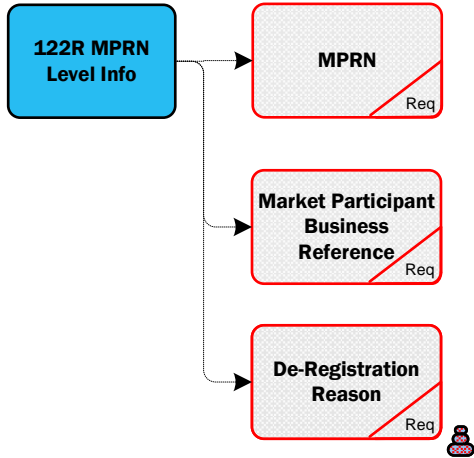 122R MPRN
Level Info
MPRN
Req
Market Participant
Business
Reference
Req
De-Registration
Reason
Req